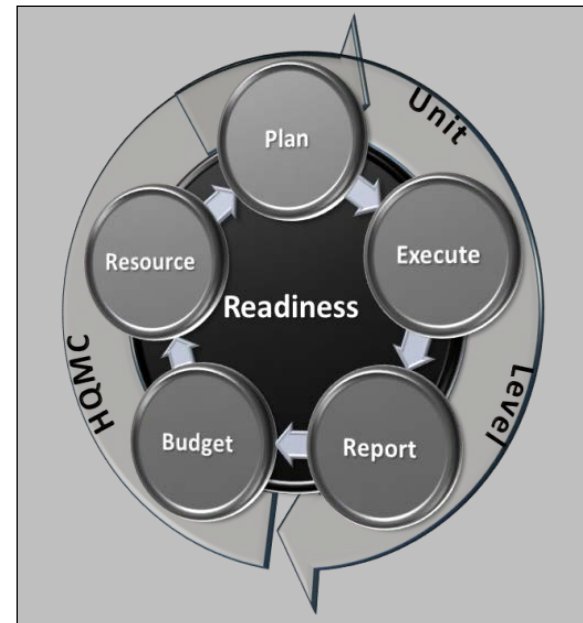 Plan
Unit
Execute
Level
Report
Budget
HQMC
Resource
Readiness